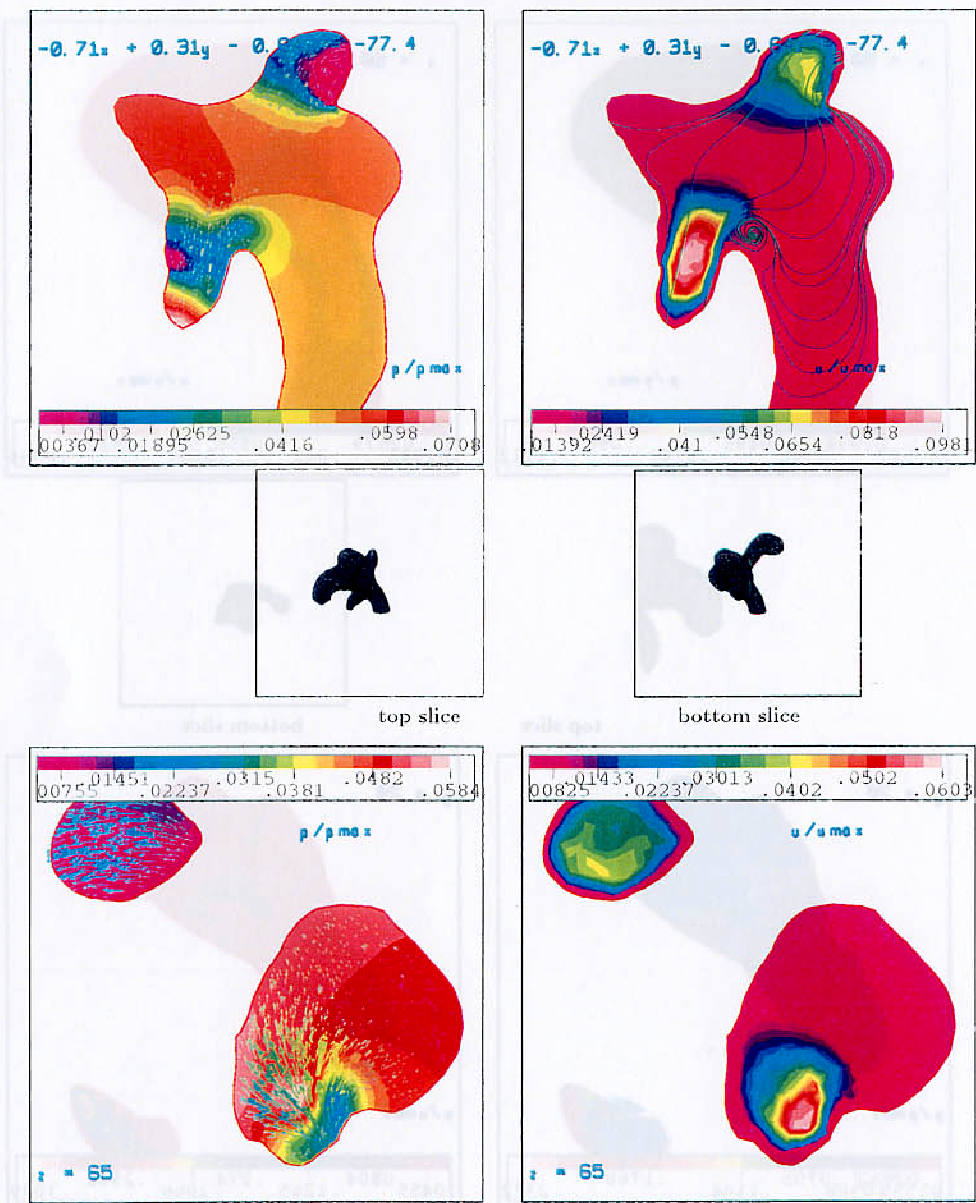 -0.71x + 0.31y - 0. -77.4
p/pmax
.00367 .0102 .01895 .02625 .0416 .0598 .0708
-0.71x + 0.31y - 0. -77.4
u/umax
.01392 .02419 .041 .0548 .0654 .0818 .0981
top slice
bottom slice
.00755 .01451 .02237 .0315 .0381 .0482 .0584
p/pmax
z = 65
.00825 .01433 .02237 .03013 .0402 .0502 .0603
u/umax
z = 65